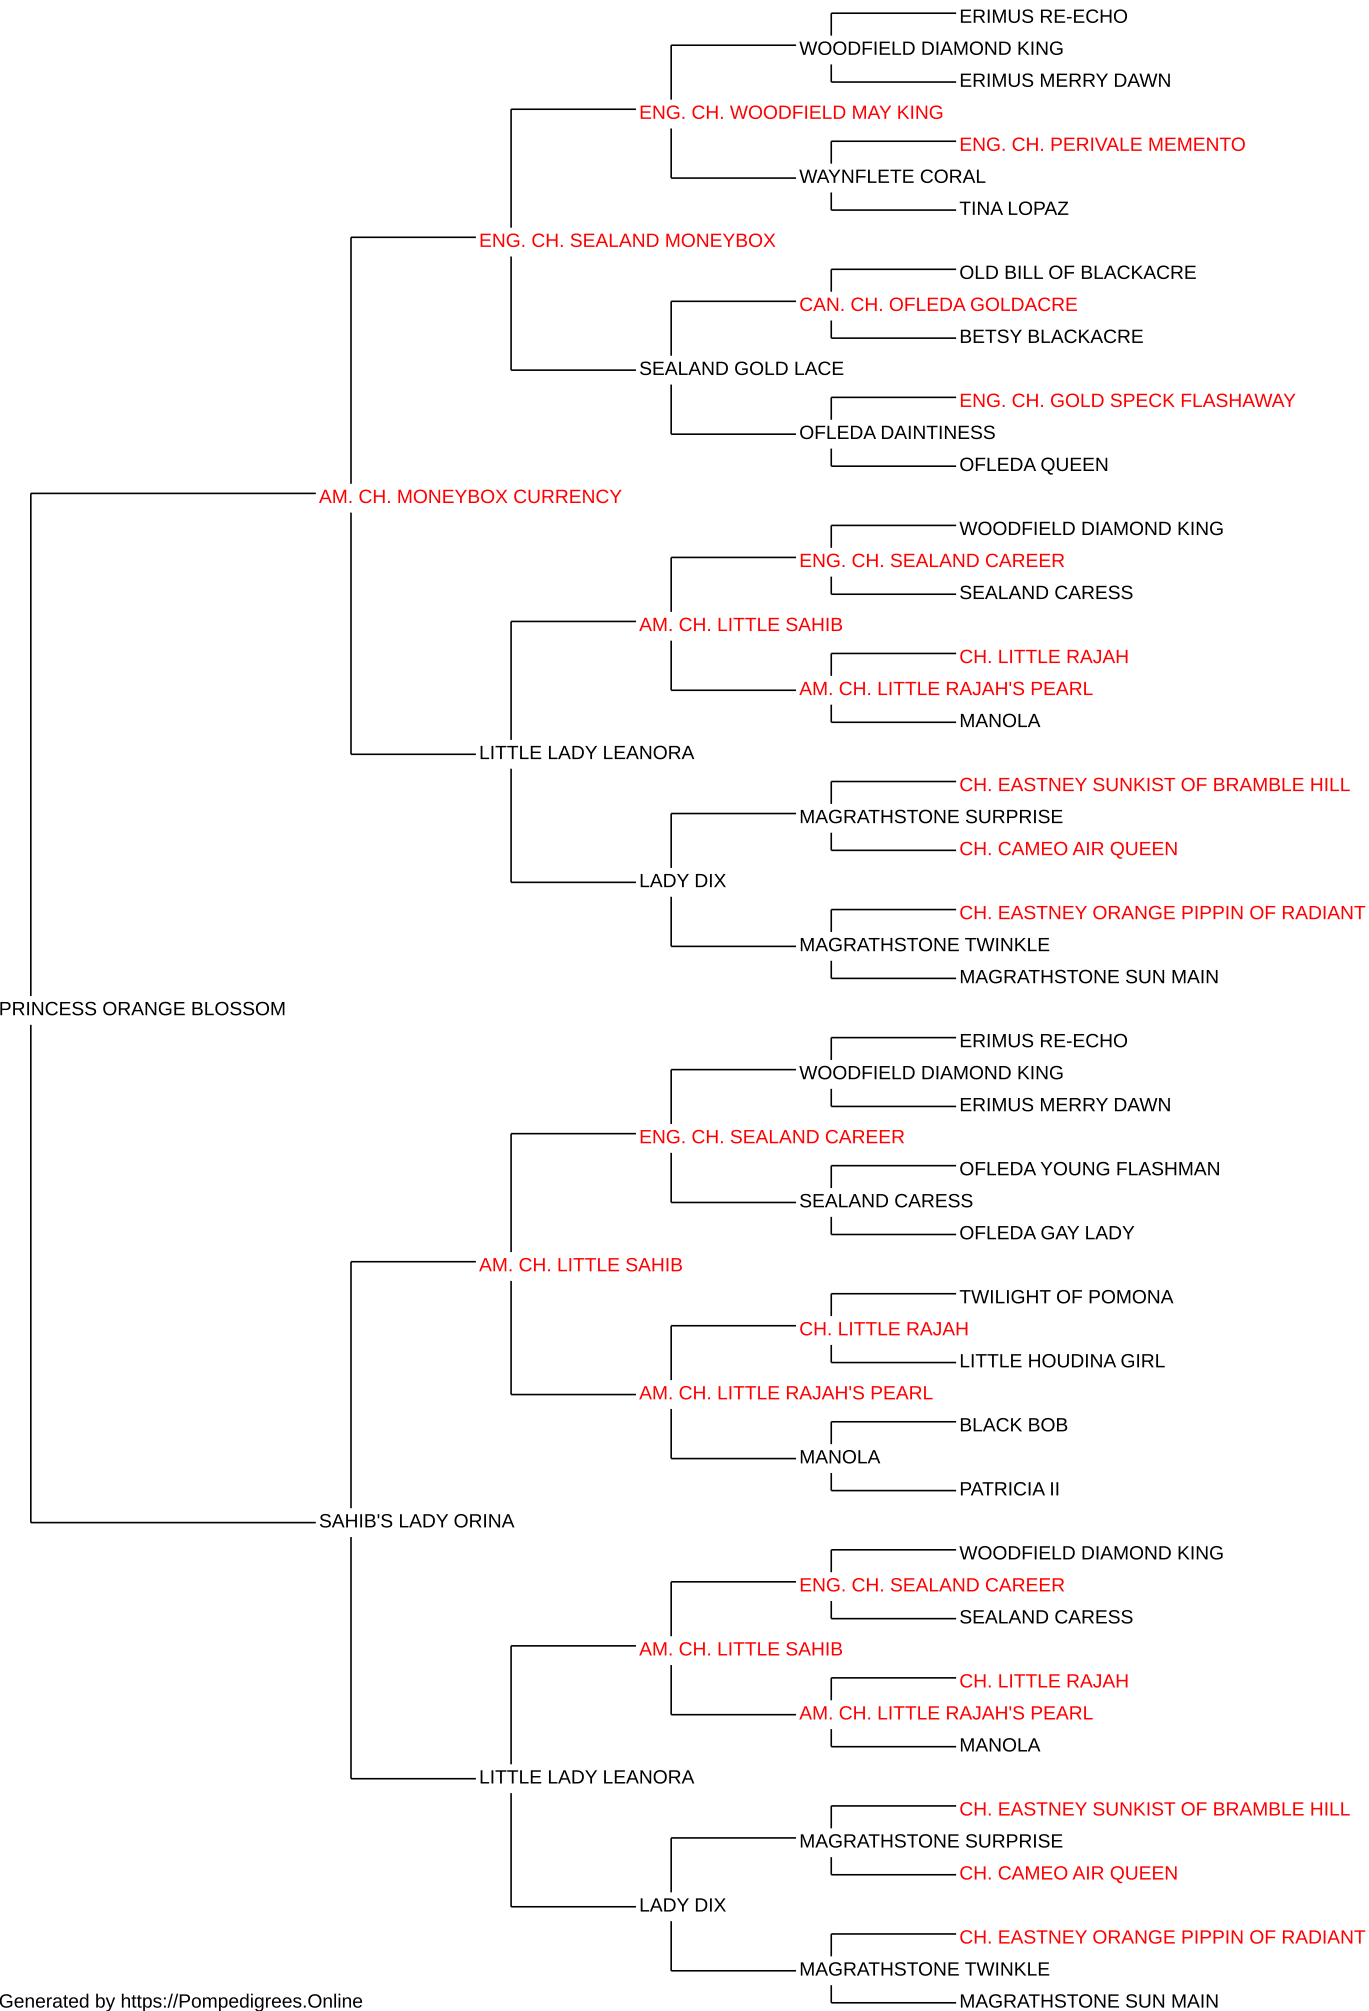 ERIMUS RE-ECHO
WOODFIELD DIAMOND KING
ERIMUS MERRY DAWN
ENG. CH. WOODFIELD MAY KING
ENG. CH. PERIVALE MEMENTO
WAYNFLETE CORAL
TINA LOPAZ
ENG. CH. SEALAND MONEYBOX
OLD BILL OF BLACKACRE
CAN. CH. OFLEDA GOLDACRE
BETSY BLACKACRE
SEALAND GOLD LACE
ENG. CH. GOLD SPECK FLASHAWAY
OFLEDA DAINTINESS
OFLEDA QUEEN
AM. CH. MONEYBOX CURRENCY
WOODFIELD DIAMOND KING
ENG. CH. SEALAND CAREER
SEALAND CARESS
AM. CH. LITTLE SAHIB
CH. LITTLE RAJAH
AM. CH. LITTLE RAJAH'S PEARL
MANOLA
LITTLE LADY LEANORA
CH. EASTNEY SUNKIST OF BRAMBLE HILL
MAGRATHSTONE SURPRISE
CH. CAMEO AIR QUEEN
LADY DIX
CH. EASTNEY ORANGE PIPPIN OF RADIANT
MAGRATHSTONE TWINKLE
MAGRATHSTONE SUN MAIN
PRINCESS ORANGE BLOSSOM
ERIMUS RE-ECHO
WOODFIELD DIAMOND KING
ERIMUS MERRY DAWN
ENG. CH. SEALAND CAREER
OFLEDA YOUNG FLASHMAN
SEALAND CARESS
OFLEDA GAY LADY
AM. CH. LITTLE SAHIB
TWILIGHT OF POMONA
CH. LITTLE RAJAH
LITTLE HOUDINA GIRL
AM. CH. LITTLE RAJAH'S PEARL
BLACK BOB
MANOLA
PATRICIA II
SAHIB'S LADY ORINA
WOODFIELD DIAMOND KING
ENG. CH. SEALAND CAREER
SEALAND CARESS
AM. CH. LITTLE SAHIB
CH. LITTLE RAJAH
AM. CH. LITTLE RAJAH'S PEARL
MANOLA
LITTLE LADY LEANORA
CH. EASTNEY SUNKIST OF BRAMBLE HILL
MAGRATHSTONE SURPRISE
CH. CAMEO AIR QUEEN
LADY DIX
CH. EASTNEY ORANGE PIPPIN OF RADIANT
MAGRATHSTONE TWINKLE
MAGRATHSTONE SUN MAIN
Generated by https://Pompedigrees.Online